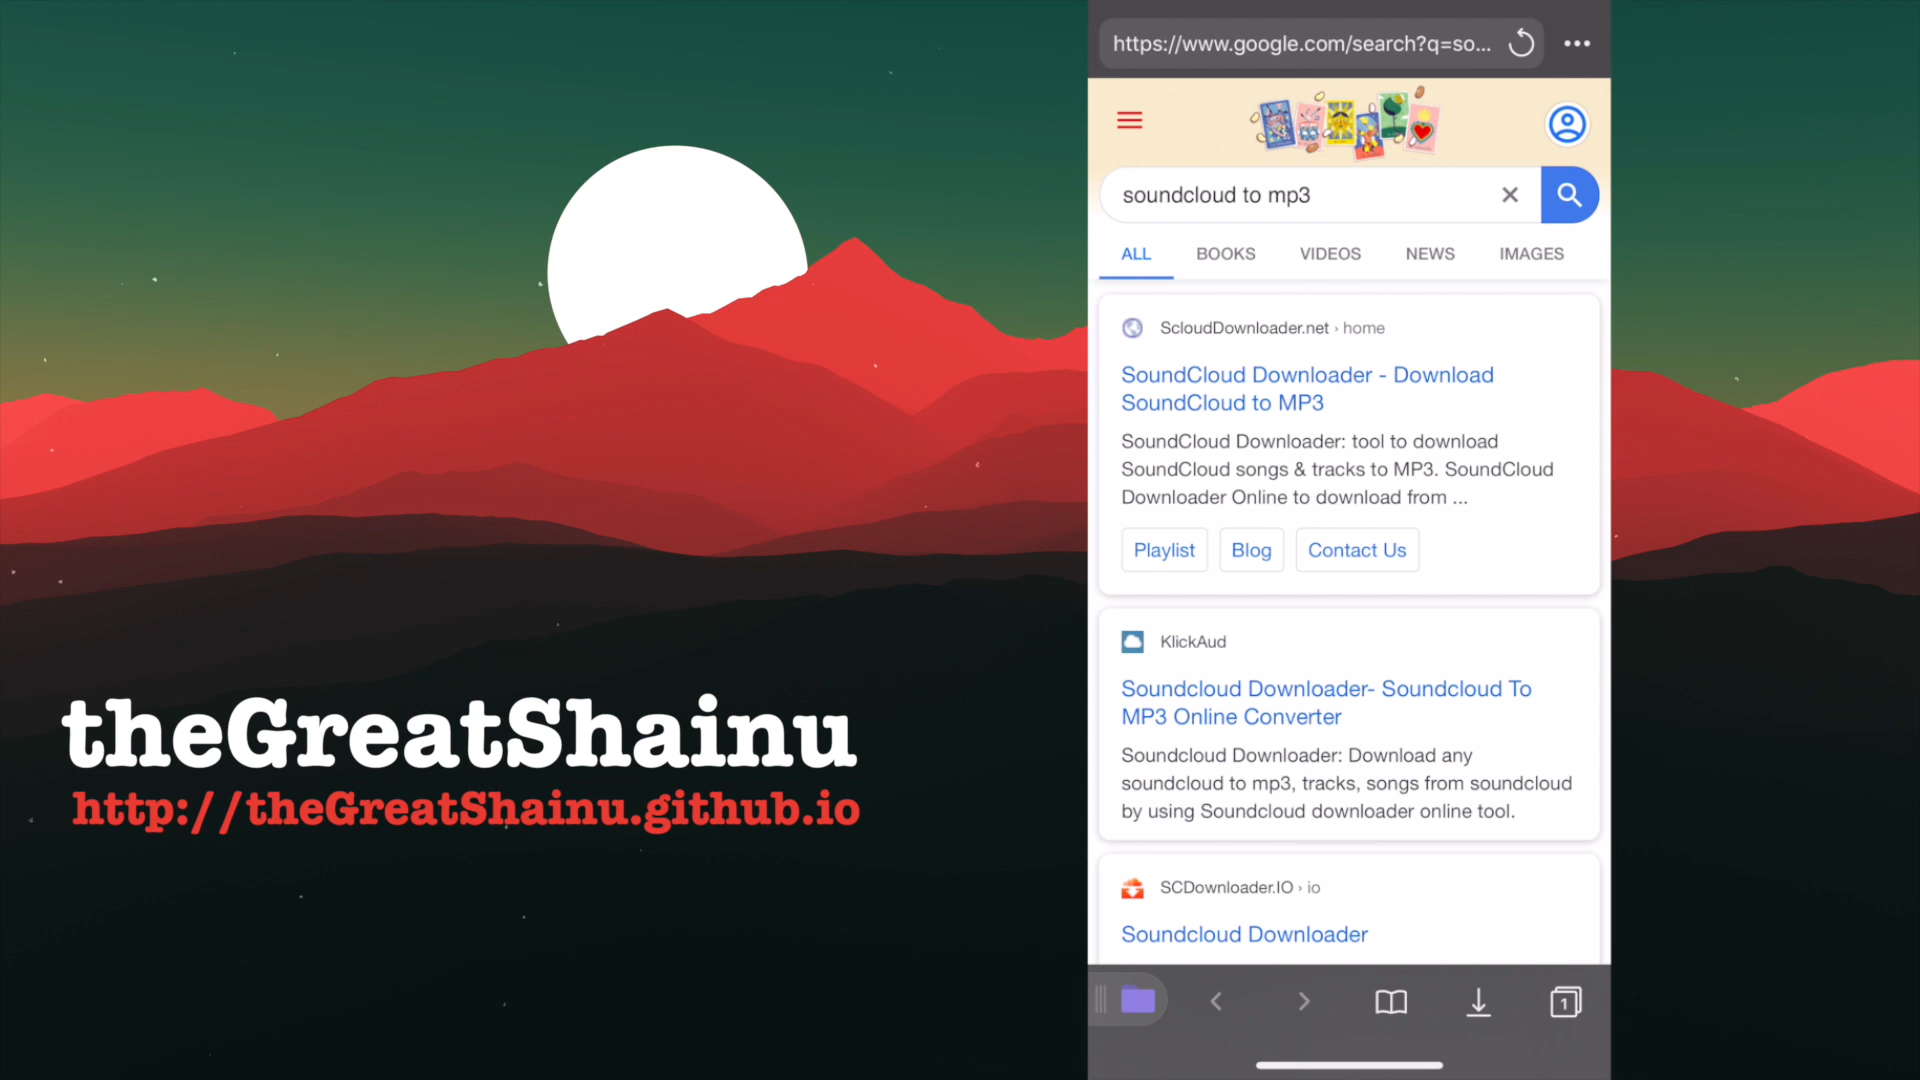 theGreatShainu
http://theGreatShainu.github.io
https://www.google.com/search?q=so...
soundcloud to mp3
ALL BOOKS VIDEOS NEWS IMAGES
ScloudDownloader.net › home
SoundCloud Downloader - Download
SoundCloud to MP3
SoundCloud Downloader: tool to download
SoundCloud songs & tracks to MP3. SoundCloud
Downloader Online to download from ...
Playlist Blog Contact Us
KlickAud
Soundcloud Downloader- Soundcloud To
MP3 Online Converter
Soundcloud Downloader: Download any
soundcloud to mp3, tracks, songs from soundcloud
by using Soundcloud downloader online tool.
SCDownloader.IO › io
Soundcloud Downloader
1